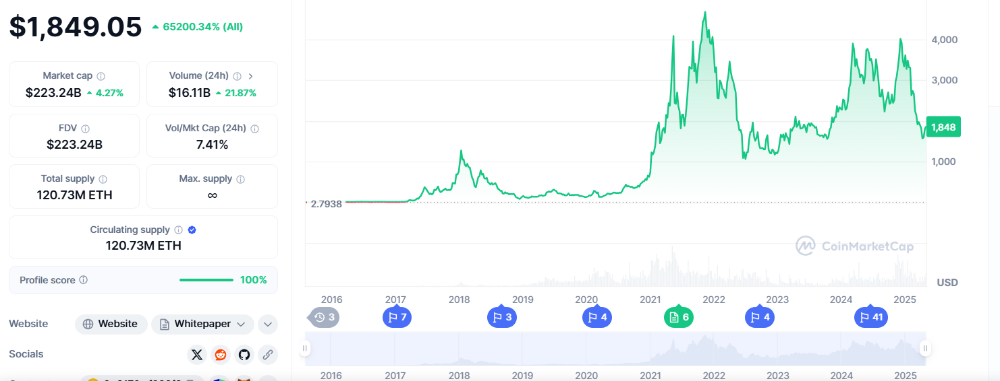 $1,849.05 65200.34% (All)
Market cap
$223.24B 4.27%
Volume (24h)
$16.11B 21.87%
FDV
$223.24B
Vol/Mkt Cap (24h)
7.41%
Total supply
120.73M ETH
Max. supply
∞
Circulating supply
120.73M ETH
Profile score 100%
Website Website Whitepaper
Socials
4,000
3,000
1,848
1,000
2.7938
CoinMarketCap
USD
2016 2017 2018 2019 2020 2021 2022 2023 2024 2025
3 7 3 4 6 4 41
2016 2017 2018 2019 2020 2021 2022 2023 2024 2025